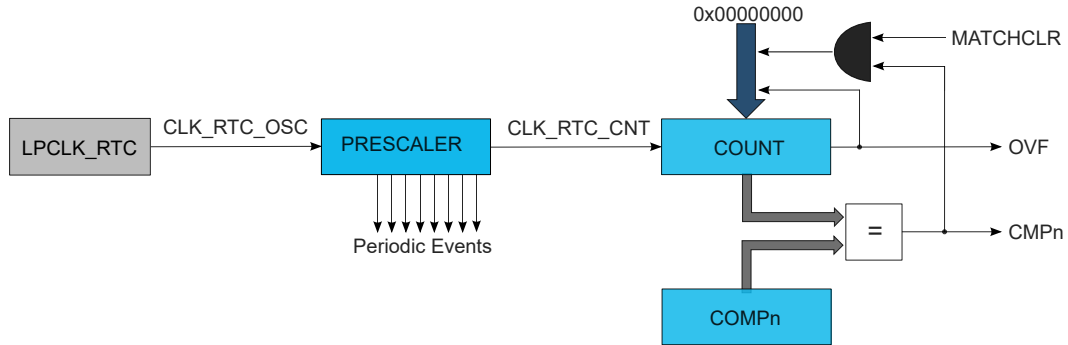 0x00000000
MATCHCLR
LPCLK_RTC
CLK_RTC_OSC
PRESCALER
CLK_RTC_CNT
COUNT
OVF
Periodic Events
=
CMPn
COMPn